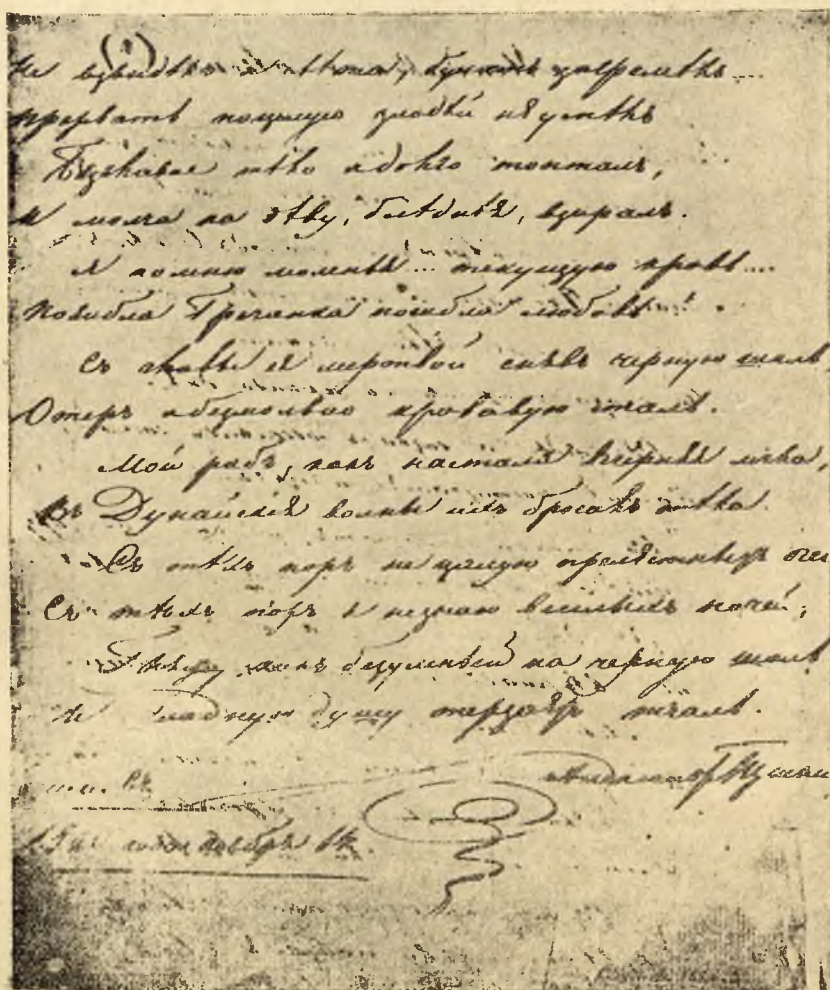 Не взвидѣлъ я свѣта, булатъ загремѣлъ....
прервать поцѣлуя злодѣй не успѣлъ
Безглавое тѣло я долго топталъ,
И молча на дѣву, блѣднѣя, взиралъ.
Я помню моленья... текущую кровь....
Погибла Гречанка погибла любовь!
Съ главы ея мертвой снявъ черную шаль,
Отеръ я безмолвно кровавую сталь.
Мой рабъ, какъ настала вечерня мгла,
Въ Дунайскія волны ихъ бросилъ тѣла.
Съ тѣхъ поръ не цалую прелестныхъ очей
Съ тѣхъ поръ я не знаю веселыхъ ночей;
Гляжу какъ безумный на черную шаль
И хладную душу терзаетъ печаль.
Александръ Пушкин